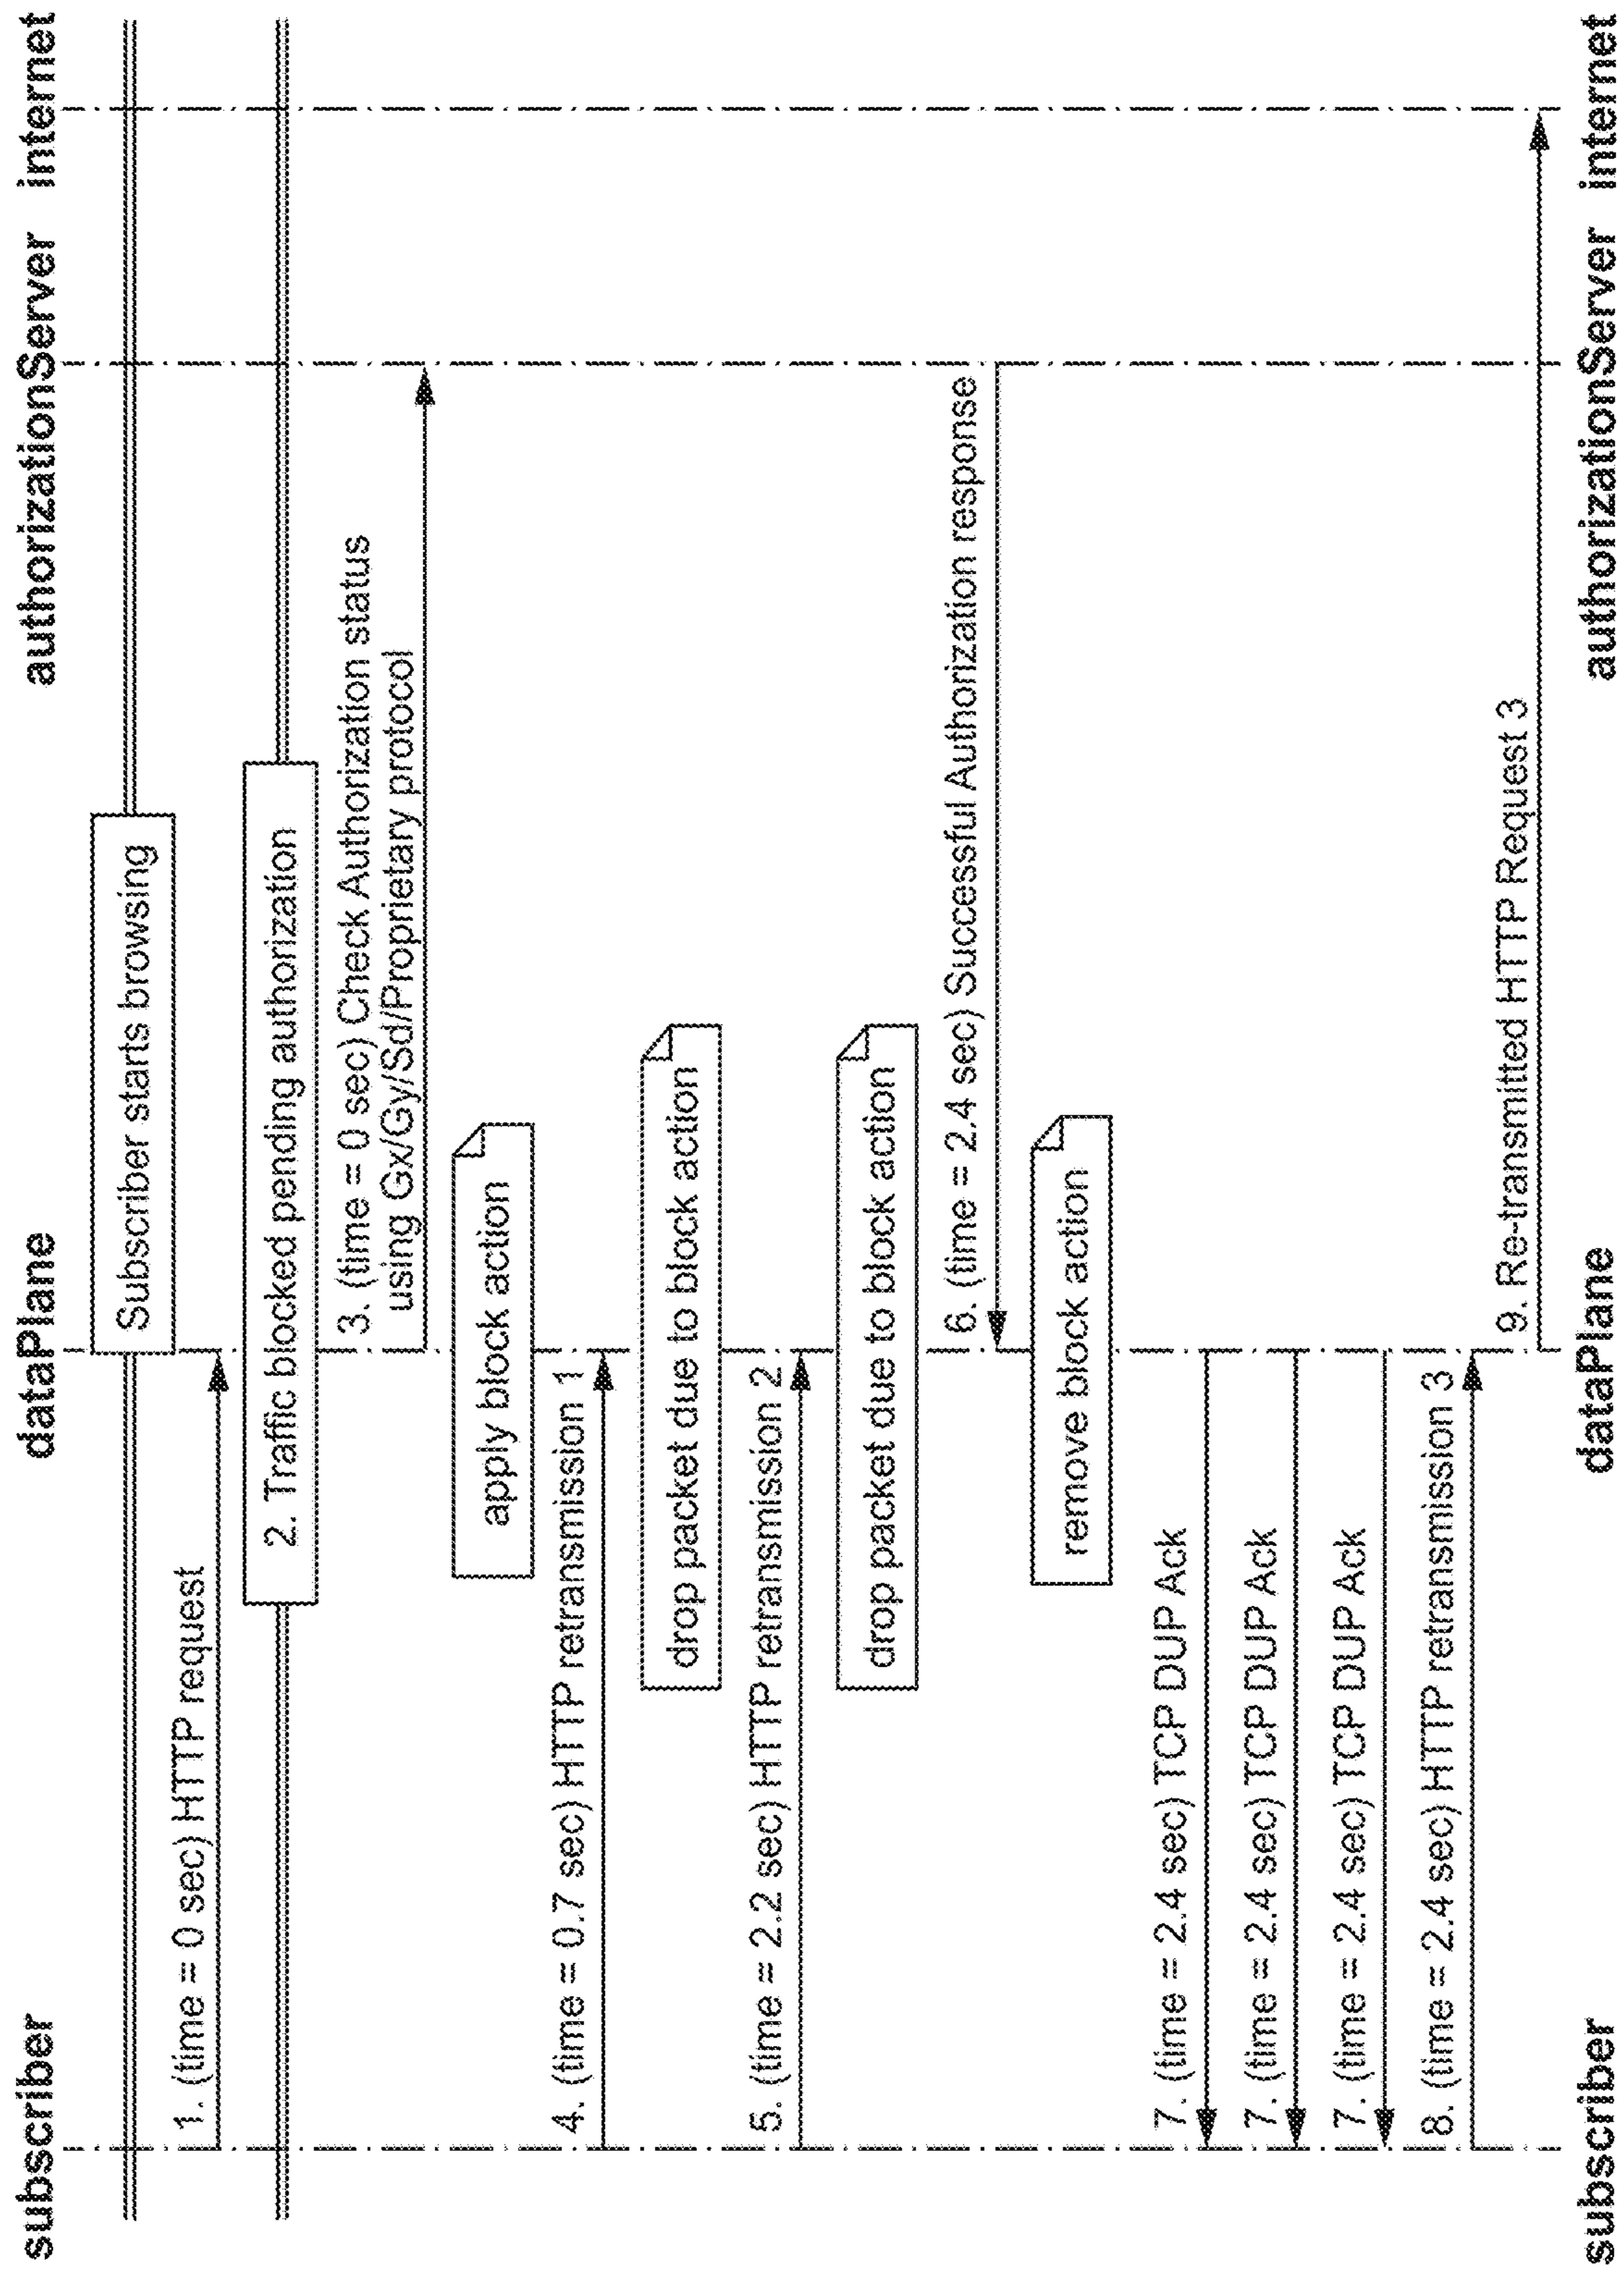 subscriber
dataPlane
authorizationServer
internet
Subscriber starts browsing
1. (time = 0 sec) HTTP request
2. Traffic blocked pending authorization
3. (time = 0 sec) Check Authorization status
using Gx/Gy/Sd/Proprietary protocol
apply block action
4. (time = 0.7 sec) HTTP retransmission 1
drop packet due to block action
5. (time = 2.2 sec) HTTP retransmission 2
drop packet due to block action
6. (time = 2.4 sec) Successful Authorization response
remove block action
7. (time = 2.4 sec) TCP DUP Ack
7. (time = 2.4 sec) TCP DUP Ack
7. (time = 2.4 sec) TCP DUP Ack
8. (time = 2.4 sec) HTTP retransmission 3
9. Re-transmitted HTTP Request 3
subscriber
dataPlane
authorizationServer
internet